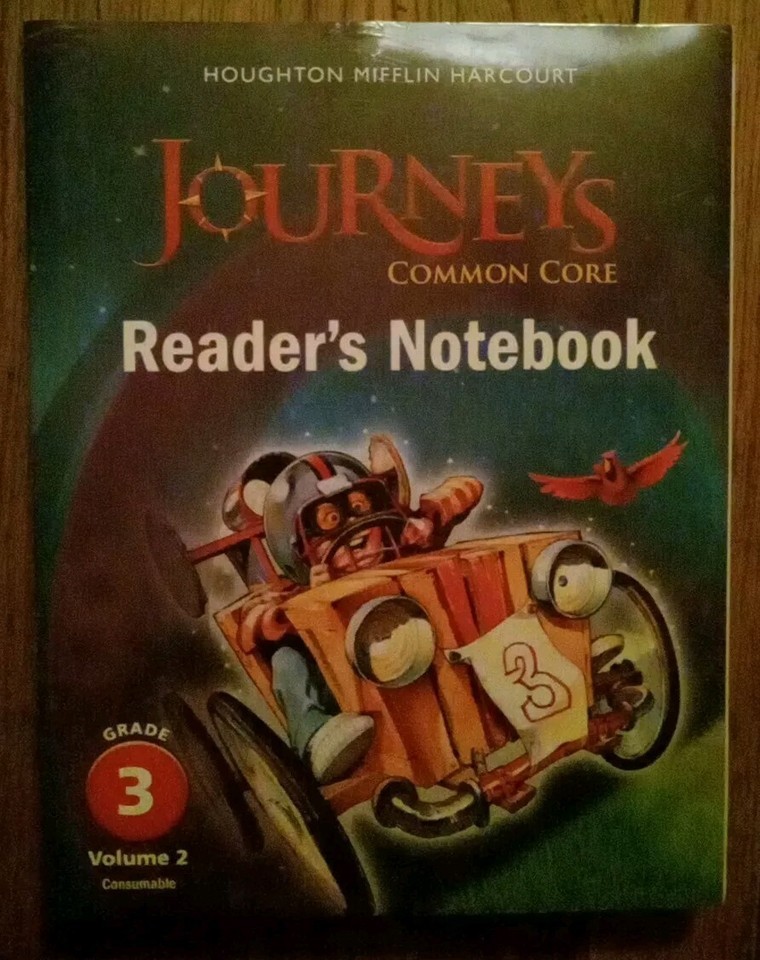 HOUGHTON MIFFLIN HARCOURT
JOURNEYS
COMMON CORE
Reader's Notebook
3
GRADE
3
Volume 2
Consumable